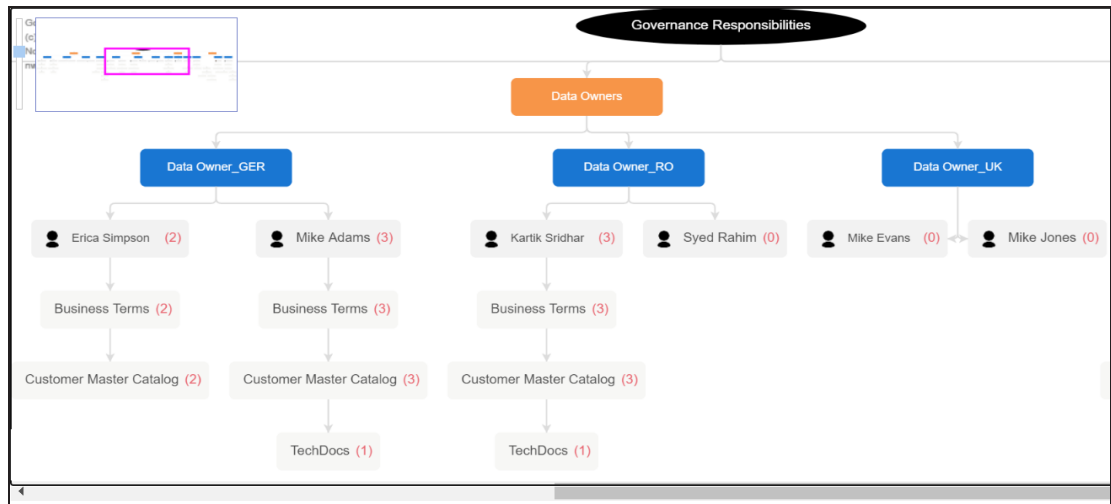 Governance Responsibilities
Data Owners
Data Owner_GER
Data Owner_RO
Data Owner_UK
Erica Simpson (2)
Mike Adams (3)
Kartik Sridhar (3)
Syed Rahim (0)
Mike Evans (0)
Mike Jones (0)
Business Terms (2)
Business Terms (3)
Business Terms (3)
Customer Master Catalog (2)
Customer Master Catalog (3)
Customer Master Catalog (3)
TechDocs (1)
TechDocs (1)